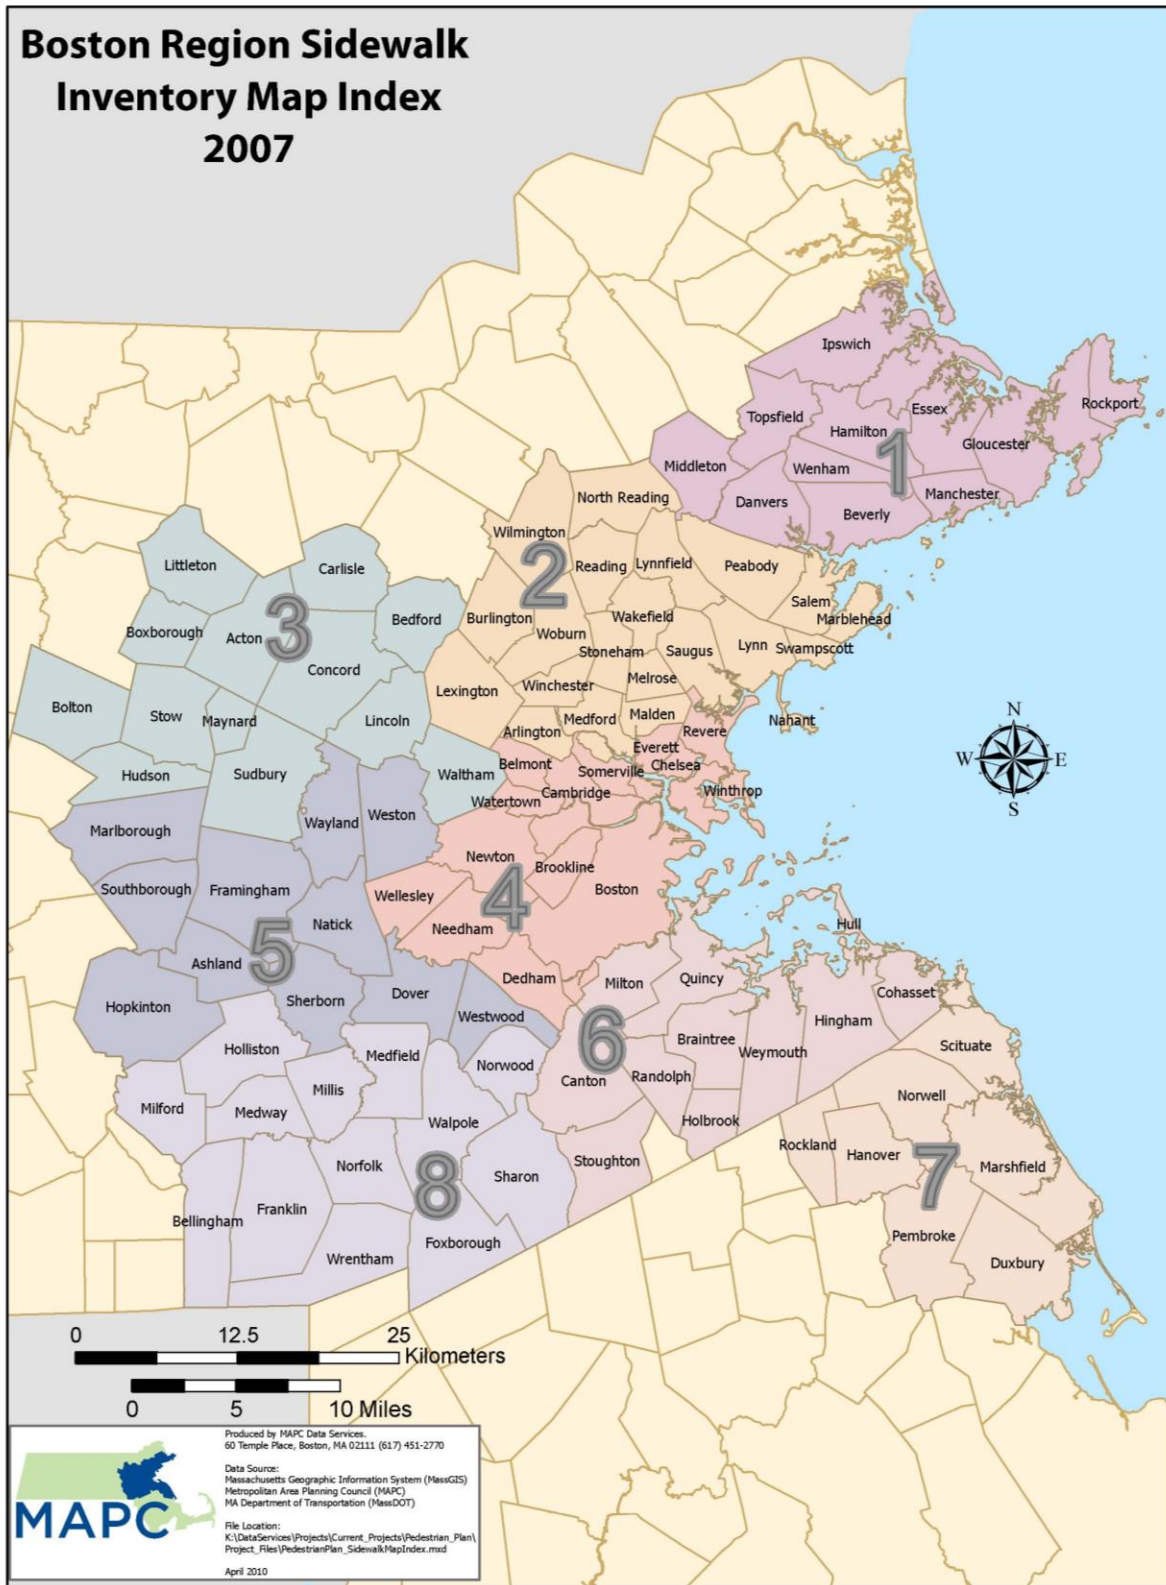 Boston Region Sidewalk
Inventory Map Index
2007
Ipswich
Rockport
Essex
Topsfield
Hamilton
Gloucester
1
Middleton
Wenham
Manchester
Danvers
Beverly
North Reading
Wilmington
2
Reading
Lynnfield
Peabody
Littleton
Carlisle
Salem
Marblehead
3
Bedford
Burlington
Wakefield
Boxborough
Acton
Woburn
Stoneham
Saugus
Lynn
Swampscott
Concord
Melrose
Lexington
Winchester
Bolton
Stow
Maynard
Lincoln
Medford
Malden
Nahant
Arlington
Revere
Everett
N
W
E
S
Hudson
Sudbury
Waltham
Belmont
Somerville
Chelsea
Watertown
Cambridge
Winthrop
Marlborough
Wayland
Weston
Newton
Brookline
Southborough
Framingham
Wellesley
4
Boston
Natick
Needham
Hull
Ashland
5
Dedham
Milton
Quincy
Cohasset
Hopkinton
Sherborn
Dover
Westwood
Hingham
6
Braintree
Weymouth
Scituate
Holliston
Medfield
Norwood
Canton
Randolph
Millis
Norwell
Milford
Medway
Walpole
Holbrook
Rockland
Hanover
Stoughton
Norfolk
8
Sharon
7
Marshfield
Franklin
Bellingham
Foxborough
Pembroke
Wrentham
Duxbury
0 12.5 25
Kilometers
0 5 10 Miles
MAPC
Produced by MAPC Data Services.
60 Temple Place, Boston, MA 02111 (617) 451-2770
Data Source:
Massachusetts Geographic Information System (MassGIS)
Metropolitan Area Planning Council (MAPC)
MA Department of Transportation (MassDOT)
File Location:
K:\DataServices\Projects\Current_Projects\Pedestrian_Plan\
Project_Files\PedestrianPlan_SidewalkMapIndex.mxd
April 2010